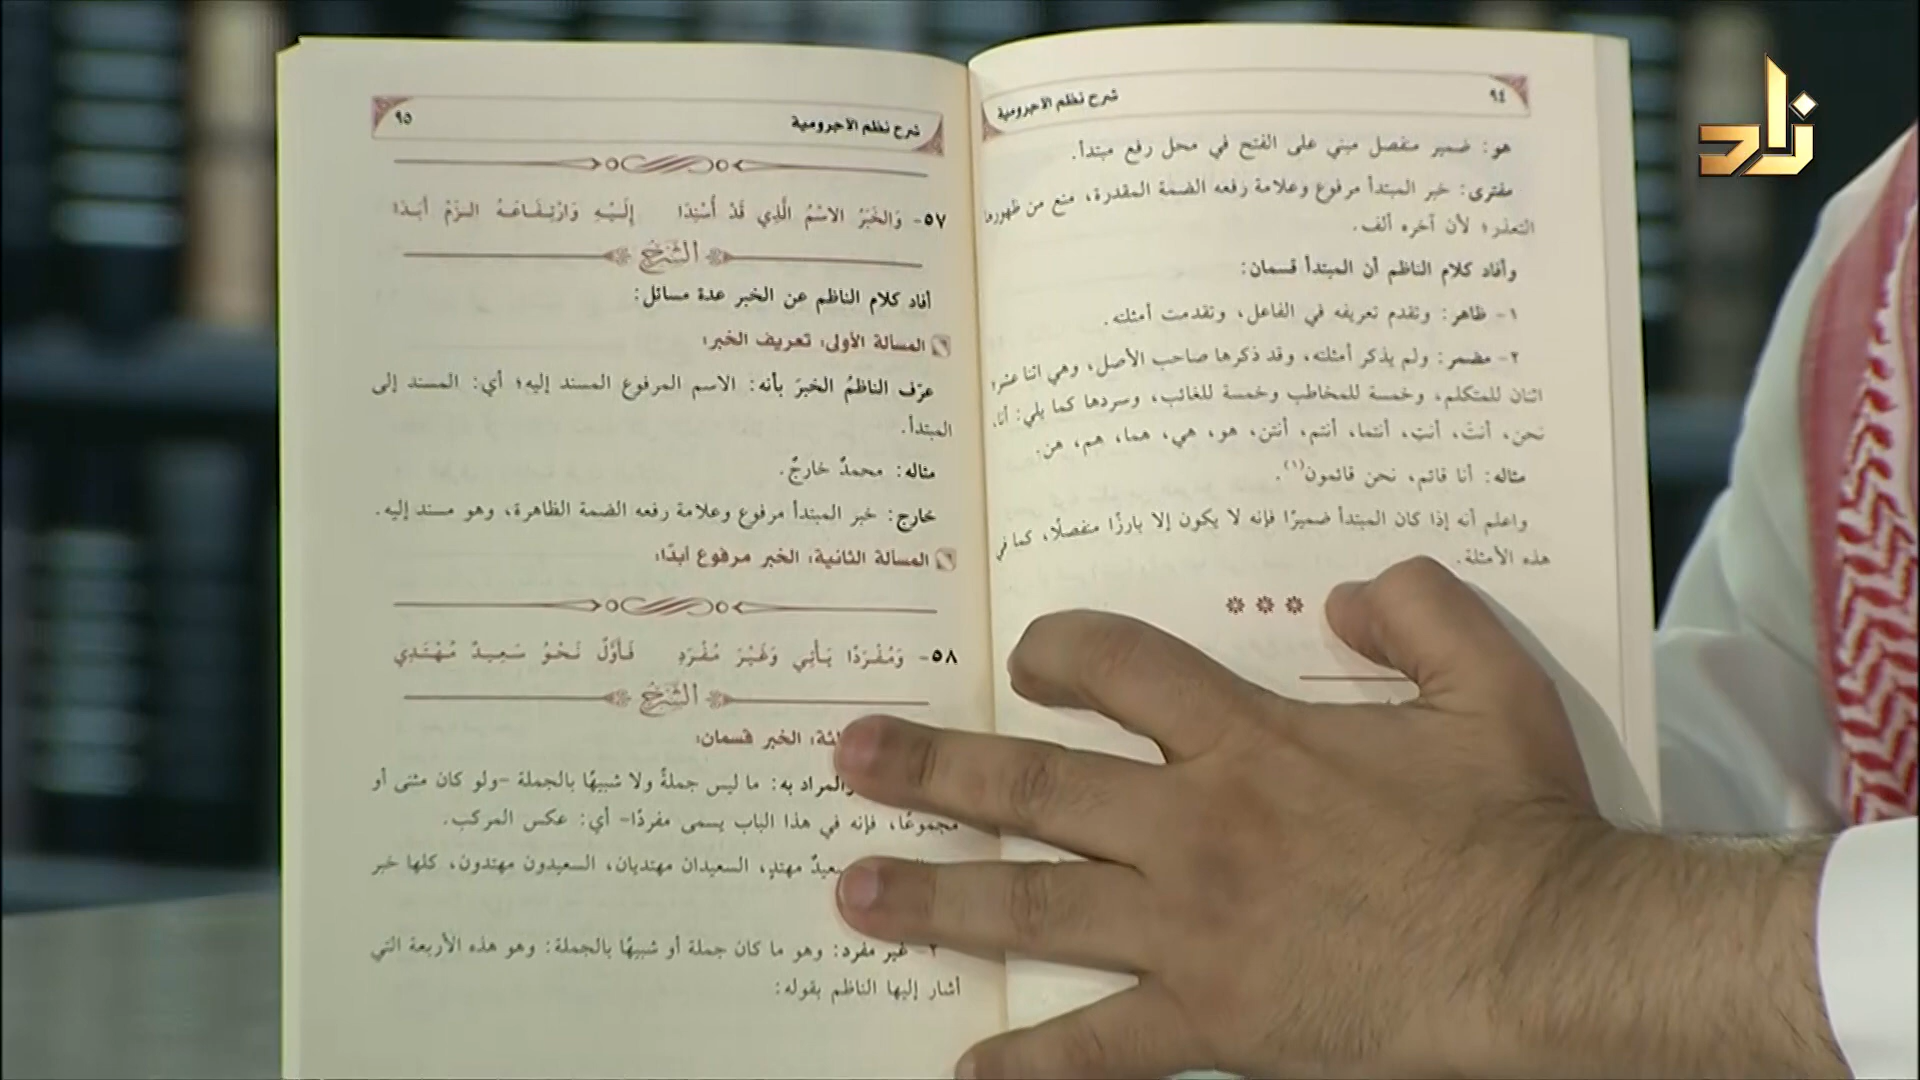 زاد
شرح نظم الآجرومية
٩٤
هو: ضمير منفصل مبني على الفتح في محل رفع مبتدأ.
مفترى: خبر المبتدأ مرفوع وعلامة رفعه الضمة المقدرة، منع من ظهورها
التعذر؛ لأن آخره ألف.
وأفاد كلام الناظم أن المبتدأ قسمان:
١- ظاهر: وتقدم تعريفه في الفاعل، وتقدمت أمثلته.
٢- مضمر: ولم يذكر أمثلته، وقد ذكرها صاحب الأصل، وهي اثنا عشر؛
اثنان للمتكلم، وخمسة للمخاطب وخمسة للغائب، وسردها كما يلي: أنا،
نحن، أنتَ، أنتِ، أنتما، أنتم، أنتن، هو، هي، هما، هم، هن.
مثاله: أنا قائم، نحن قائمون(١).
واعلم أنه إذا كان المبتدأ ضميرًا فإنه لا يكون إلا بارزًا منفصلًا، كما في
هذه الأمثلة.
شرح نظم الآجرومية
٩٥
٥٧- وَالخَبَرُ الاسْمُ الَّذِي قَدْ أُسْنِدَا إِلَيْهِ وَارْتِفَاعَهُ الزَمْ أَبَدَا
الشرح
أفاد كلام الناظم عن الخبر عدة مسائل:
المسألة الأولى: تعريف الخبر:
عرّف الناظمُ الخبرَ بأنه: الاسم المرفوع المسند إليه؛ أي: المسند إلى
المبتدأ.
مثاله: محمدٌ خارجٌ.
خارج: خبر المبتدأ مرفوع وعلامة رفعه الضمة الظاهرة، وهو مسند إليه.
المسألة الثانية: الخبر مرفوع أبدًا:
٥٨- وَمُفْرَدًا يَأْتِي وَغَيْرَ مُفْرَدِ فَأَوَّلٌ نَحْوُ سَعِيدٌ مُهْتَدِي
الشرح
الخبر قسمان:
والمراد به: ما ليس جملةً ولا شبيهًا بالجملة -ولو كان مثنى أو
مجموعًا، فإنه في هذا الباب يسمى مفردًا- أي: عكس المركب.
مهتدٍ، السعيدان مهتديان، السعيدون مهتدون، كلها خبر
٢- غير مفرد: وهو ما كان جملة أو شبيهًا بالجملة: وهو هذه الأربعة التي
أشار إليها الناظم بقوله: